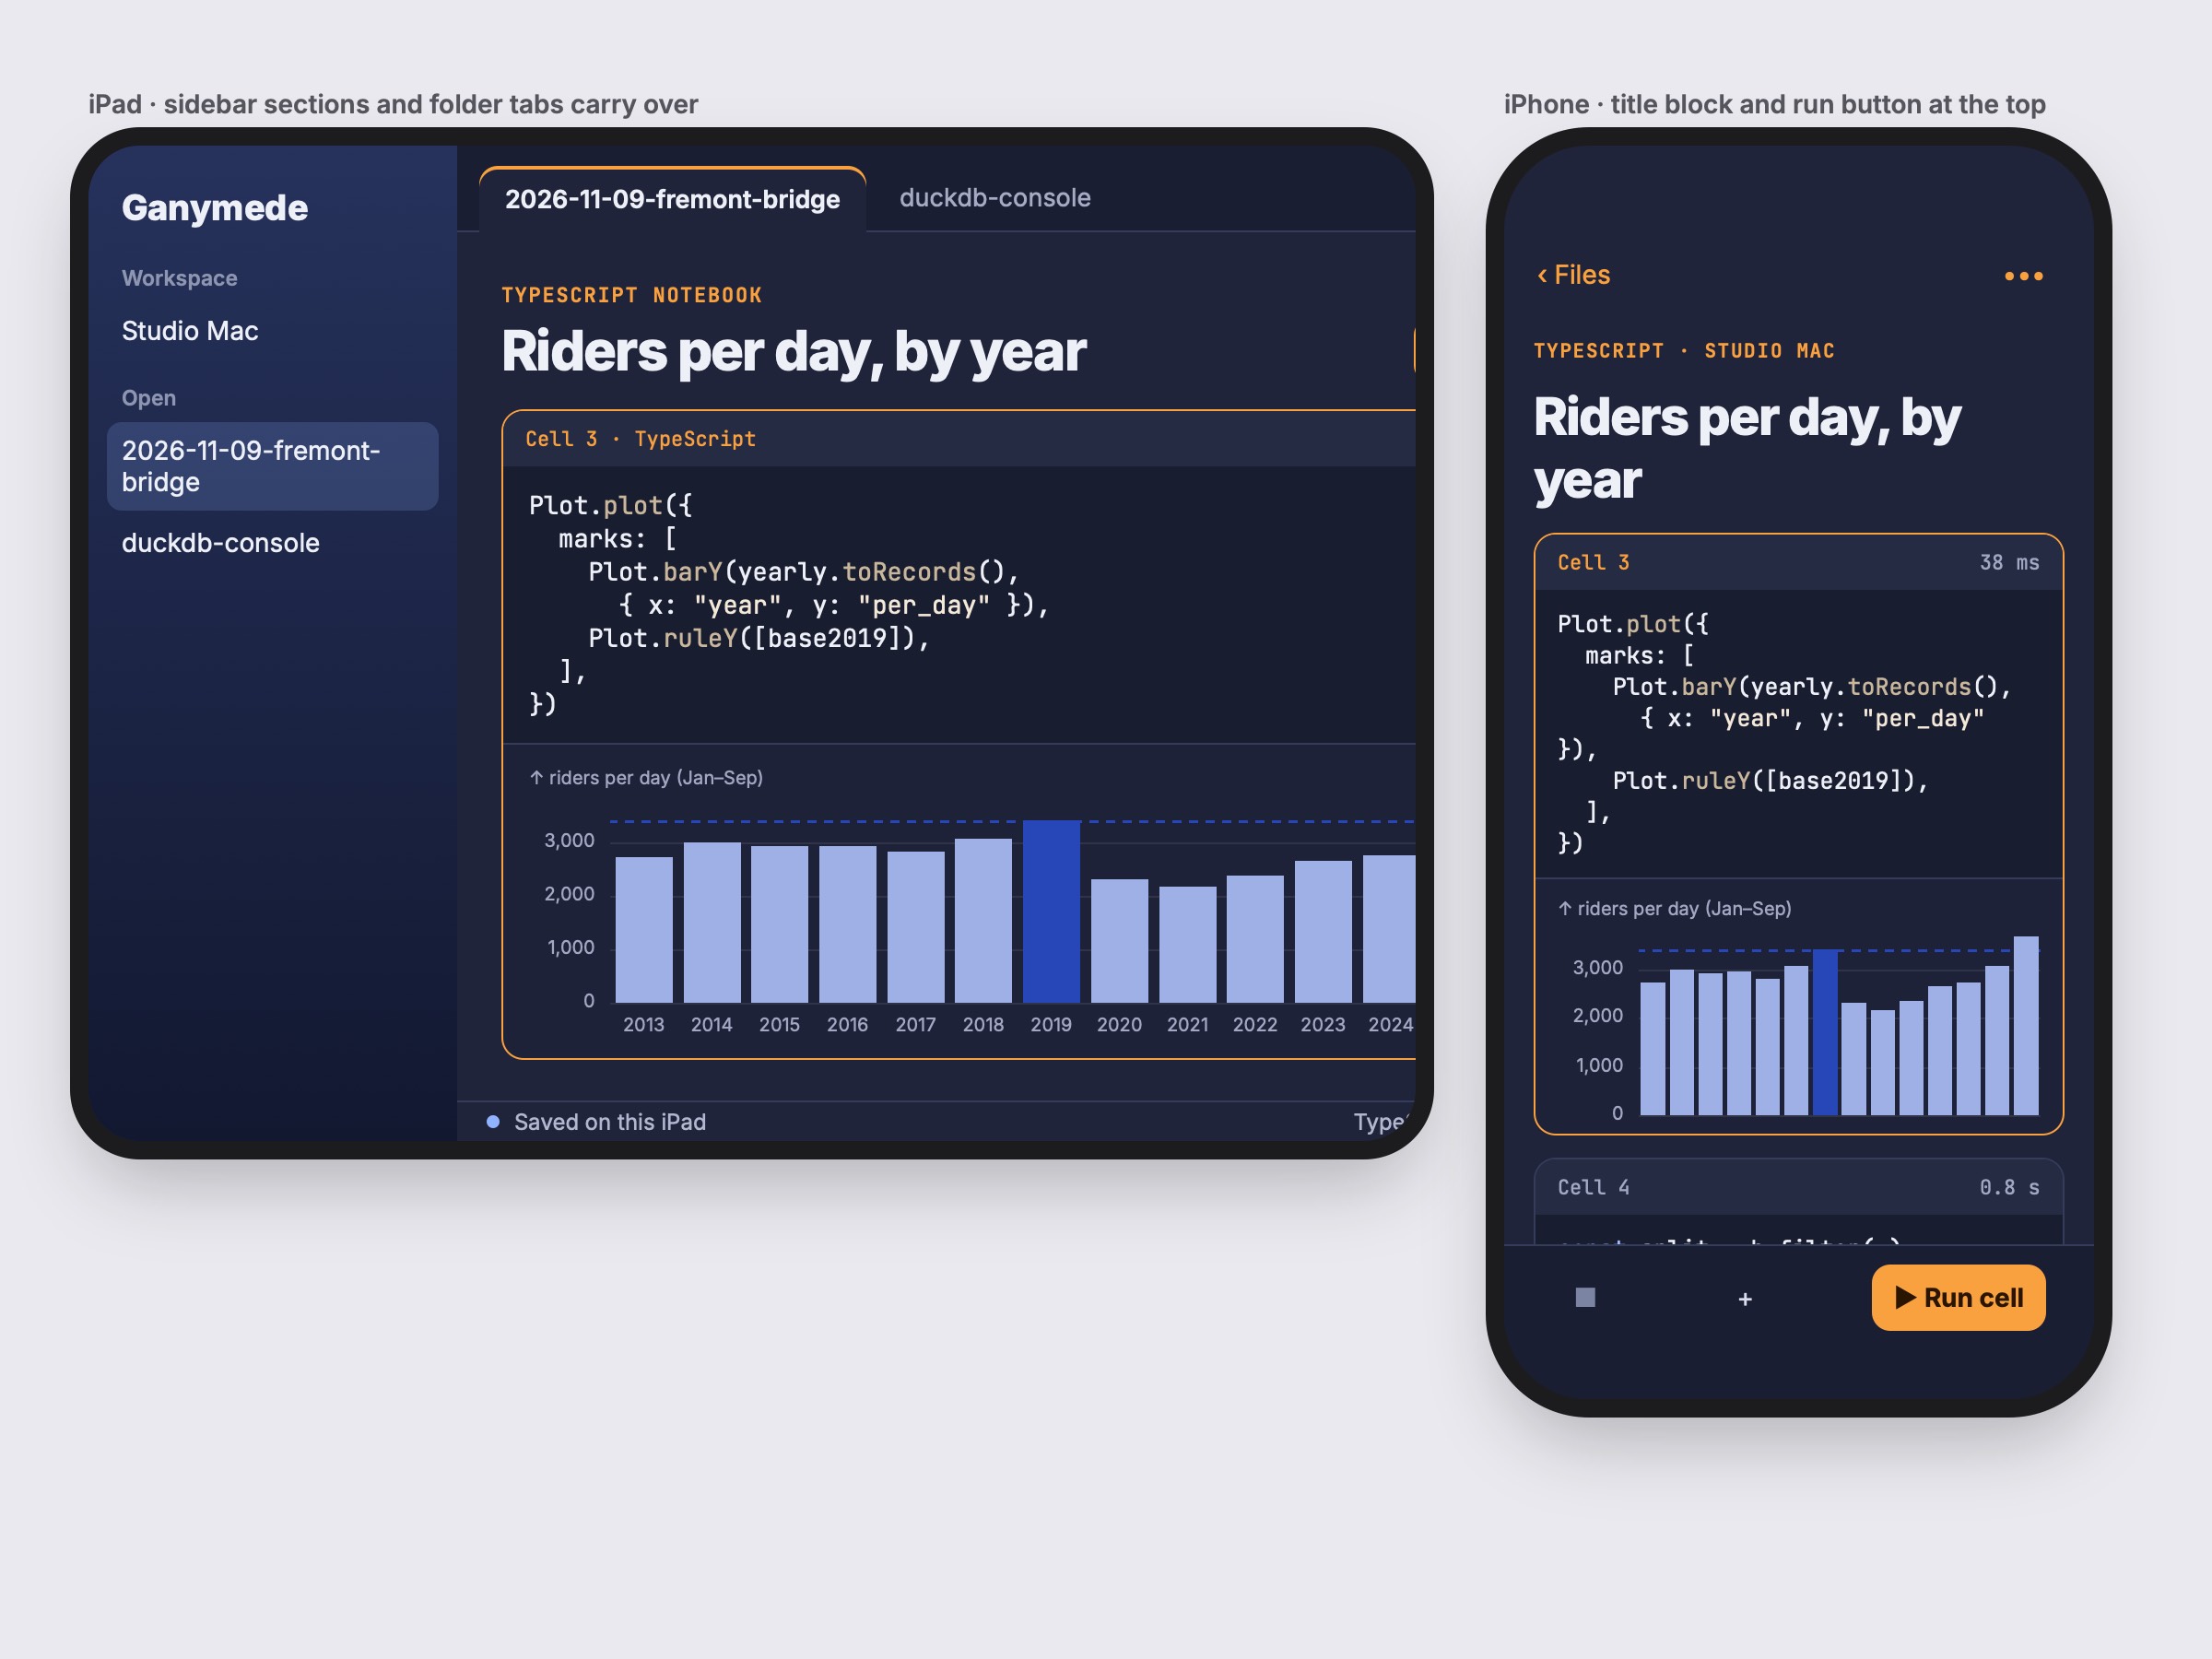 iPad · sidebar sections and folder tabs carry over
Ganymede
Workspace
Studio Mac
Open
2026-11-09-fremont-
bridge
duckdb-console
2026-11-09-fremont-bridge
duckdb-console
TYPESCRIPT NOTEBOOK
Riders per day, by year
Cell 3 · TypeScript
Plot.plot({
  marks: [
    Plot.barY(yearly.toRecords(),
      { x: "year", y: "per_day" }),
    Plot.ruleY([base2019]),
  ],
})
↑ riders per day (Jan–Sep)
3,000
2,000
1,000
0
2013 2014 2015 2016 2017 2018 2019 2020 2021 2022 2023 2024
Saved on this iPad
iPhone · title block and run button at the top
‹ Files
•••
TYPESCRIPT · STUDIO MAC
Riders per day, by
year
Cell 3 38 ms
Plot.plot({
  marks: [
    Plot.barY(yearly.toRecords(),
      { x: "year", y: "per_day"
}),
    Plot.ruleY([base2019]),
  ],
})
↑ riders per day (Jan–Sep)
3,000
2,000
1,000
0
Cell 4 0.8 s
+
▶ Run cell